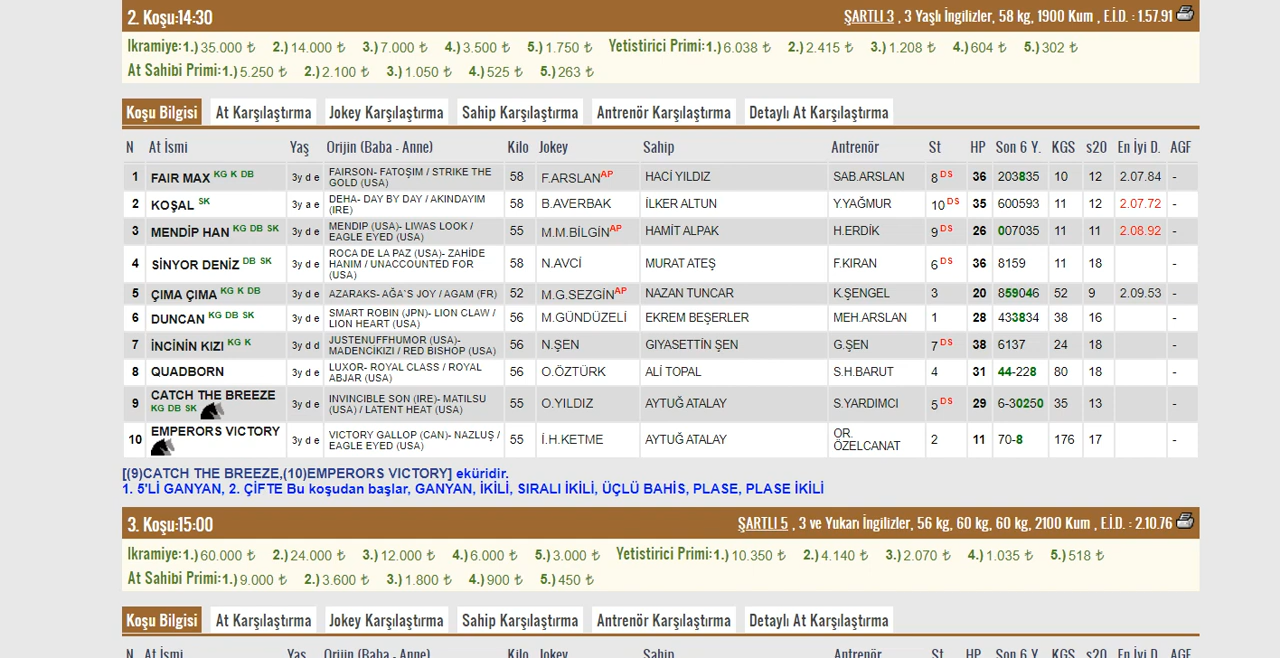 2. Koşu:14:30 ŞARTLI 3 , 3 Yaşlı İngilizler, 58 kg, 1900 Kum , E.İ.D. : 1.57.91
Ikramiye:1.) 35.000 ₺ 2.) 14.000 ₺ 3.) 7.000 ₺ 4.) 3.500 ₺ 5.) 1.750 ₺ Yetistirici Primi:1.) 6.038 ₺ 2.) 2.415 ₺ 3.) 1.208 ₺ 4.) 604 ₺ 5.) 302 ₺
At Sahibi Primi:1.) 5.250 ₺ 2.) 2.100 ₺ 3.) 1.050 ₺ 4.) 525 ₺ 5.) 263 ₺
Koşu Bilgisi At Karşılaştırma Jokey Karşılaştırma Sahip Karşılaştırma Antrenör Karşılaştırma Detaylı At Karşılaştırma
N At İsmi Yaş Orijin (Baba - Anne) Kilo Jokey Sahip Antrenör St HP Son 6 Y. KGS s20 En İyi D. AGF
1 FAIR MAX KG K DB 3y d e FAIRSON- FATOŞIM / STRIKE THE GOLD (USA) 58 F.ARSLAN AP HACİ YILDIZ SAB.ARSLAN 8 DS 36 203835 10 12 2.07.84 -
2 KOŞAL SK 3y a e DEHA- DAY BY DAY / AKINDAYIM (IRE) 58 B.AVERBAK İLKER ALTUN Y.YAĞMUR 10 DS 35 600593 11 12 2.07.72 -
3 MENDİP HAN KG DB SK 3y d e MENDIP (USA)- LIWAS LOOK / EAGLE EYED (USA) 55 M.M.BİLGİN AP HAMİT ALPAK H.ERDİK 9 DS 26 007035 11 11 2.08.92 -
4 SİNYOR DENİZ DB SK 3y d e ROCA DE LA PAZ (USA)- ZAHİDE HANIM / UNACCOUNTED FOR (USA) 58 N.AVCİ MURAT ATEŞ F.KIRAN 6 DS 36 8159 11 18 -
5 ÇIMA ÇIMA KG K DB 3y d e AZARAKS- AĞA`S JOY / AGAM (FR) 52 M.G.SEZGİN AP NAZAN TUNCAR K.ŞENGEL 3 20 859046 52 9 2.09.53 -
6 DUNCAN KG DB SK 3y d e SMART ROBIN (JPN)- LION CLAW / LION HEART (USA) 56 M.GÜNDÜZELİ EKREM BEŞERLER MEH.ARSLAN 1 28 433834 38 16 -
7 İNCİNİN KIZI KG K 3y d d JUSTENUFFHUMOR (USA)- MADENCİKIZI / RED BISHOP (USA) 56 N.ŞEN GIYASETTİN ŞEN G.ŞEN 7 DS 38 6137 24 18 -
8 QUADBORN 3y d e LUXOR- ROYAL CLASS / ROYAL ABJAR (USA) 56 O.ÖZTÜRK ALİ TOPAL S.H.BARUT 4 31 44-228 80 18 -
9 CATCH THE BREEZE KG DB SK 3y d e INVINCIBLE SON (IRE)- MATILSU (USA) / LATENT HEAT (USA) 55 O.YILDIZ AYTUĞ ATALAY S.YARDIMCI 5 DS 29 6-30250 35 13 -
10 EMPERORS VICTORY 3y d e VICTORY GALLOP (CAN)- NAZLUŞ / EAGLE EYED (USA) 55 İ.H.KETME AYTUĞ ATALAY OR. ÖZELCANAT 2 11 70-8 176 17 -
[(9)CATCH THE BREEZE,(10)EMPERORS VICTORY] eküridir.
1. 5'Lİ GANYAN, 2. ÇİFTE Bu koşudan başlar, GANYAN, İKİLİ, SIRALI İKİLİ, ÜÇLÜ BAHİS, PLASE, PLASE İKİLİ
3. Koşu:15:00 ŞARTLI 5 , 3 ve Yukarı İngilizler, 56 kg, 60 kg, 60 kg, 2100 Kum , E.İ.D. : 2.10.76
Ikramiye:1.) 60.000 ₺ 2.) 24.000 ₺ 3.) 12.000 ₺ 4.) 6.000 ₺ 5.) 3.000 ₺ Yetistirici Primi:1.) 10.350 ₺ 2.) 4.140 ₺ 3.) 2.070 ₺ 4.) 1.035 ₺ 5.) 518 ₺
At Sahibi Primi:1.) 9.000 ₺ 2.) 3.600 ₺ 3.) 1.800 ₺ 4.) 900 ₺ 5.) 450 ₺
Koşu Bilgisi At Karşılaştırma Jokey Karşılaştırma Sahip Karşılaştırma Antrenör Karşılaştırma Detaylı At Karşılaştırma
N At İsmi Yaş Orijin (Baba - Anne) Kilo Jokey Sahip Antrenör St HP Son 6 Y. KGS s20 En İyi D. AGF